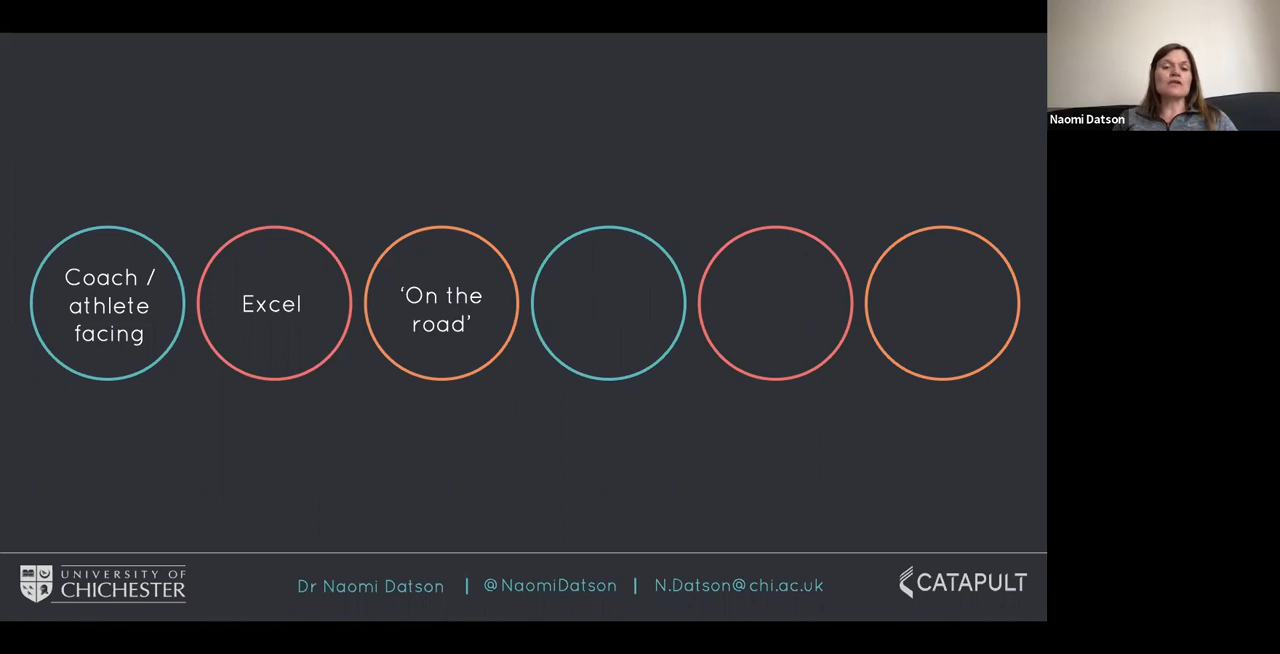 Naomi Datson
Coach /
athlete
facing
Excel
‘On the
road’
UNIVERSITY OF
CHICHESTER
Dr Naomi Datson | @NaomiDatson | N.Datson@chi.ac.uk
CATAPULT